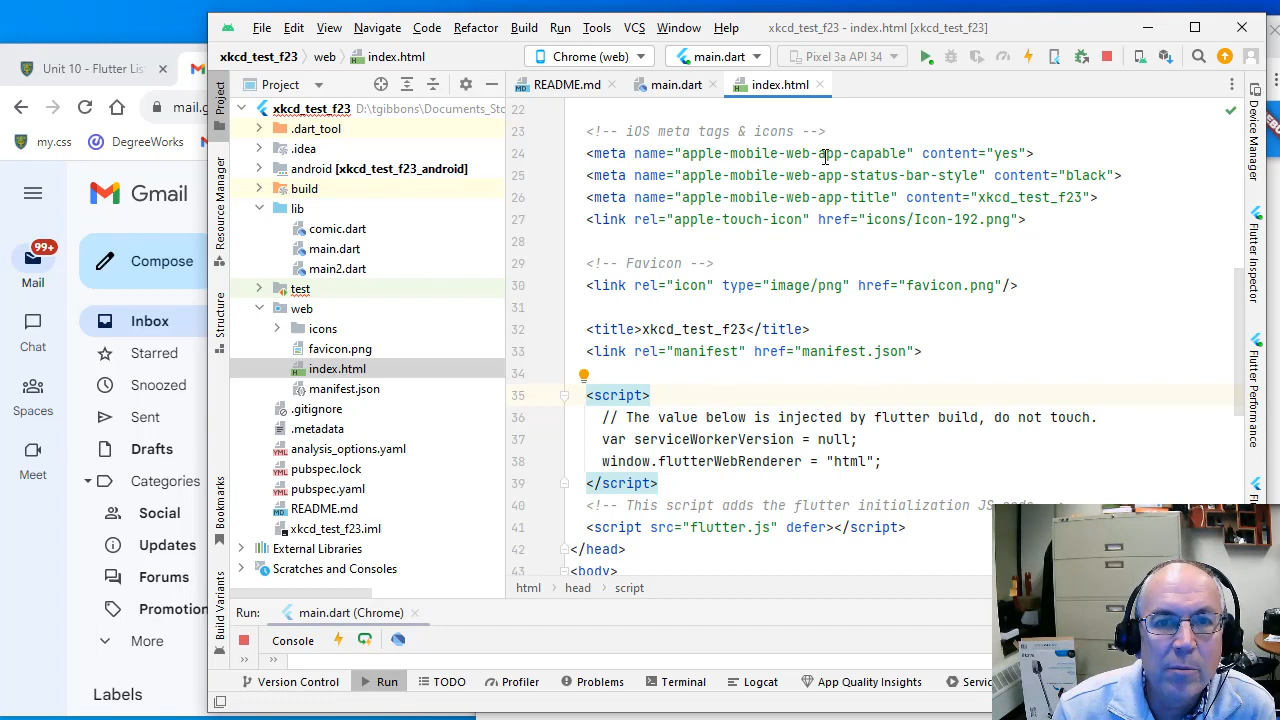 File Edit View Navigate Code Refactor Build Run Tools VCS Window Help xkcd_test_f23 - index.html [xkcd_test_f23]
xkcd_test_f23 web index.html Chrome (web) main.dart Pixel 3a API 34
Unit 10 - Flutter Lis
mail.g
my.css DegreeWorks
Gmail
99+
Compose
Mail
Inbox
Chat
Starred
Snoozed
Spaces
Sent
Meet
Drafts
Categories
Social
Updates
Forums
Promotion
More
Labels
Project
Resource Manager
Structure
Bookmarks
Build Variants
Project
xkcd_test_f23 D:\tgibbons\Documents_Sto
.dart_tool
.idea
android [xkcd_test_f23_android]
build
lib
comic.dart
main.dart
main2.dart
test
web
icons
favicon.png
index.html
manifest.json
.gitignore
.metadata
analysis_options.yaml
pubspec.lock
pubspec.yaml
README.md
xkcd_test_f23.iml
External Libraries
Scratches and Consoles
README.md main.dart index.html
22
23 <!-- iOS meta tags & icons -->
24 <meta name="apple-mobile-web-app-capable" content="yes">
25 <meta name="apple-mobile-web-app-status-bar-style" content="black">
26 <meta name="apple-mobile-web-app-title" content="xkcd_test_f23">
27 <link rel="apple-touch-icon" href="icons/Icon-192.png">
28
29 <!-- Favicon -->
30 <link rel="icon" type="image/png" href="favicon.png"/>
31
32 <title>xkcd_test_f23</title>
33 <link rel="manifest" href="manifest.json">
34
35 <script>
36 // The value below is injected by flutter build, do not touch.
37 var serviceWorkerVersion = null;
38 window.flutterWebRenderer = "html";
39 </script>
40 <!-- This script adds the flutter initialization JS code -->
41 <script src="flutter.js" defer></script>
42 </head>
43 <body>
html head script
Device Manager
Flutter Inspector
Flutter Performance
Run: main.dart (Chrome)
Console
Version Control Run TODO Profiler Problems Terminal Logcat App Quality Insights Servi